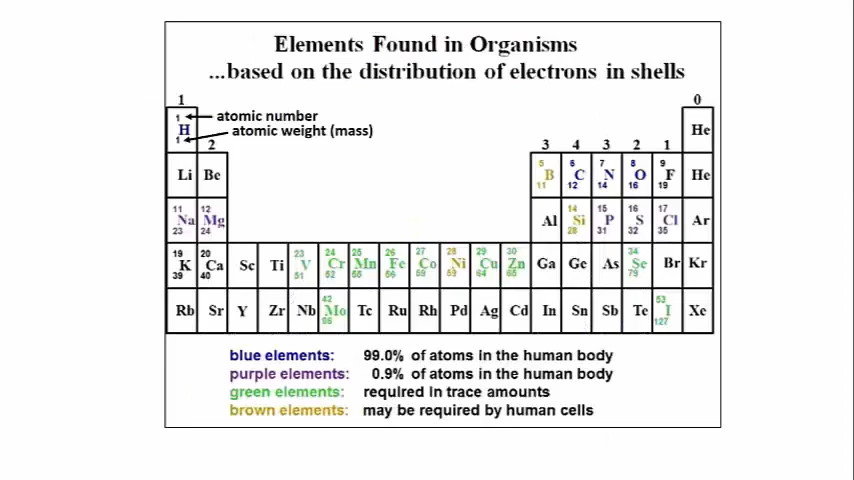 Elements Found in Organisms
...based on the distribution of electrons in shells
1 0
1 atomic number
H He
1 atomic weight (mass)
2 3 4 3 2 1
5 6 7 8 9
Li Be B C N O F He
11 12 14 16 19
11 12 14 15 16 17
Na Mg Al Si P S Cl Ar
23 24 28 31 32 35
19 20 23 24 25 26 27 28 29 30 34
K Ca Sc Ti V Cr Mn Fe Co Ni Cu Zn Ga Ge As Se Br Kr
39 40 51 52 55 56 59 59 64 65 79
42 53
Rb Sr Y Zr Nb Mo Tc Ru Rh Pd Ag Cd In Sn Sb Te I Xe
127
blue elements: 99.0% of atoms in the human body
purple elements: 0.9% of atoms in the human body
green elements: required in trace amounts
brown elements: may be required by human cells